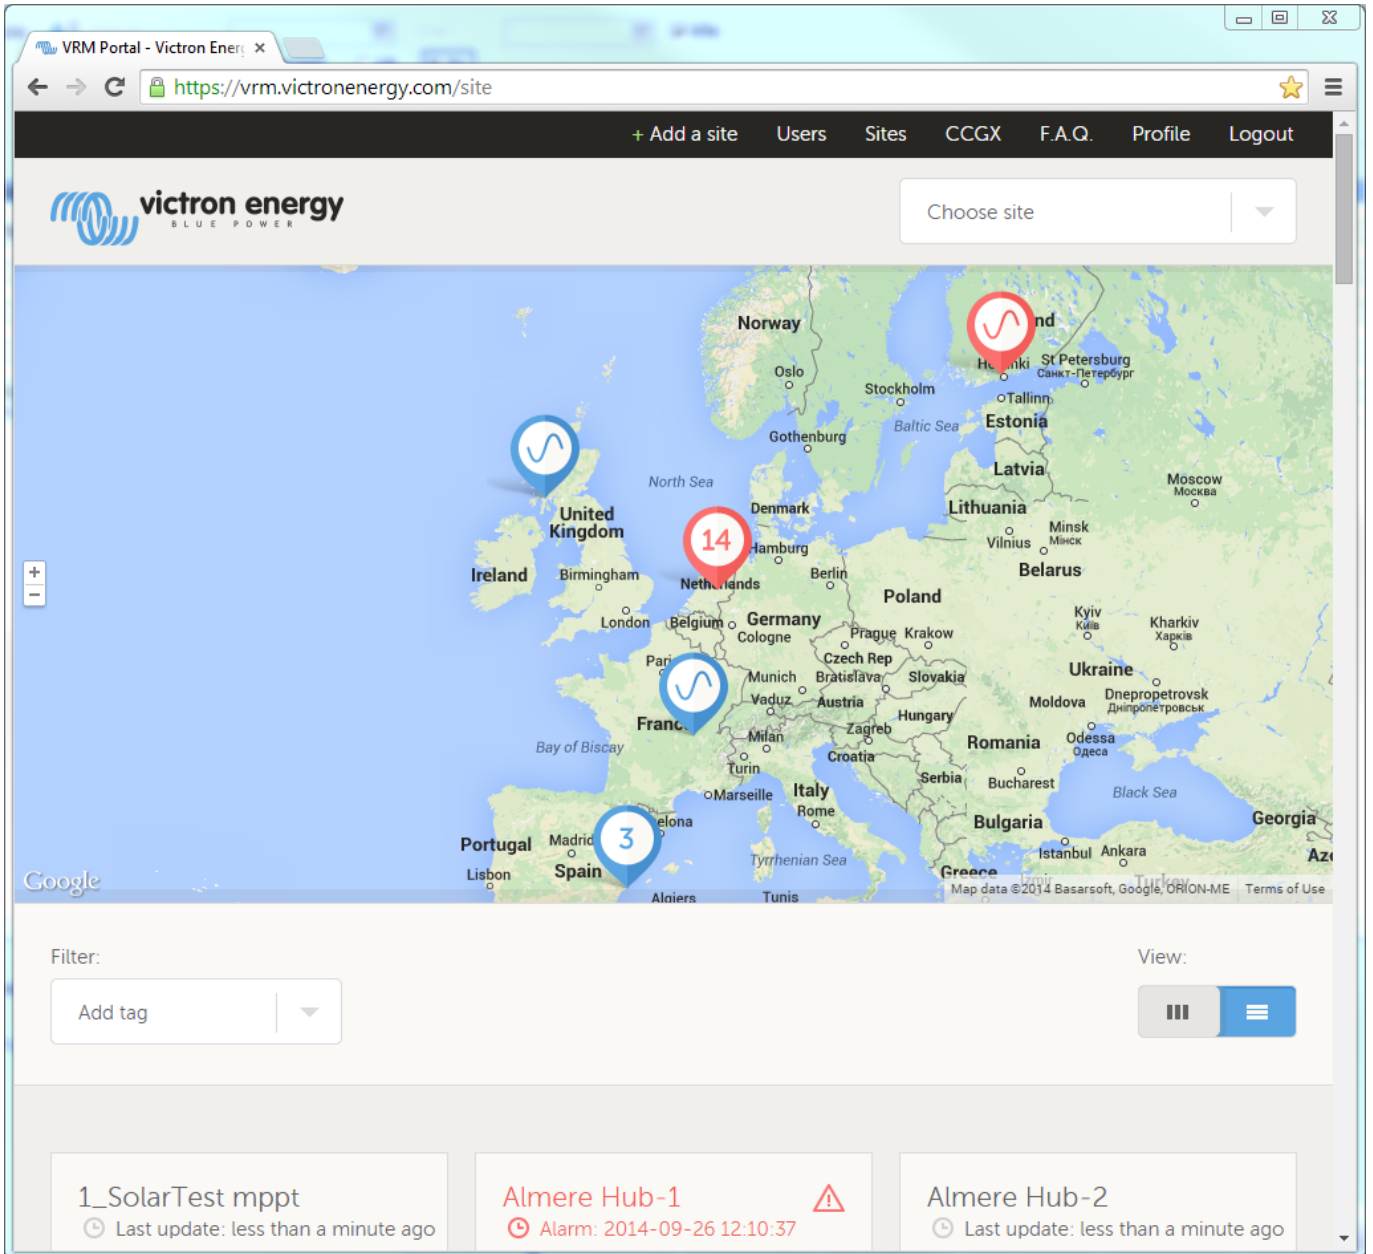 VRM Portal - Victron Ener
https://vrm.victronenergy.com/site
+ Add a site Users Sites CCGX F.A.Q. Profile Logout
victron energy
BLUE POWER
Choose site
Norway
nd
Oslo
St Petersburg
Санкт-Петербург
Stockholm
Tallinn
Baltic Sea
Estonia
Gothenburg
Latvia
North Sea
Moscow
Москва
Denmark
Lithuania
United
Kingdom
Minsk
Мінск
Vilnius
14
Hamburg
Ireland
Birmingham
Netherlands
Berlin
Belarus
Poland
London
Belgium
Germany
Cologne
Kyiv
Київ
Kharkiv
Харків
Prague
Krakow
Czech Rep
Munich
Bratislava
Slovakia
Ukraine
Vaduz
Austria
Moldova
Dnepropetrovsk
Дніпропетровськ
Hungary
Milan
Zagreb
Bay of Biscay
Romania
Odessa
Одеса
Croatia
Turin
Serbia
Bucharest
Marseille
Italy
Black Sea
Rome
Portugal
Madrid
3
elona
Bulgaria
Georgia
Istanbul
Ankara
Lisbon
Spain
Tyrrhenian Sea
Greece
Izmir
Turkey
Google
Algiers
Tunis
Map data ©2014 Basarsoft, Google, ORION-ME Terms of Use
Filter:
View:
Add tag
1_SolarTest mppt
Last update: less than a minute ago
Almere Hub-1
Alarm: 2014-09-26 12:10:37
Almere Hub-2
Last update: less than a minute ago